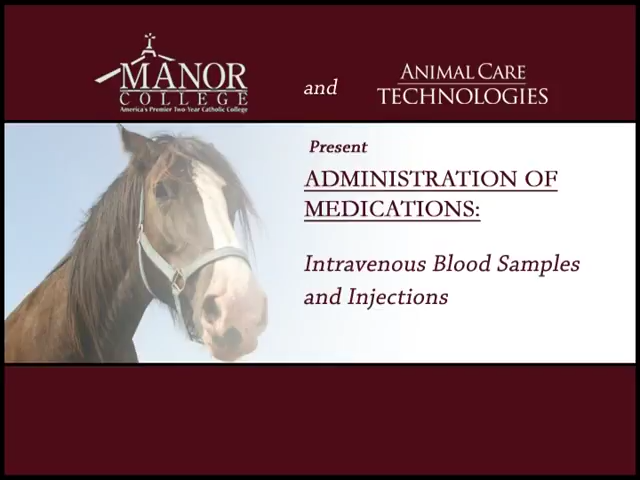 MANOR
COLLEGE
America's Premier Two-Year Catholic College
and
ANIMAL CARE
TECHNOLOGIES
Present
ADMINISTRATION OF
MEDICATIONS:
Intravenous Blood Samples
and Injections